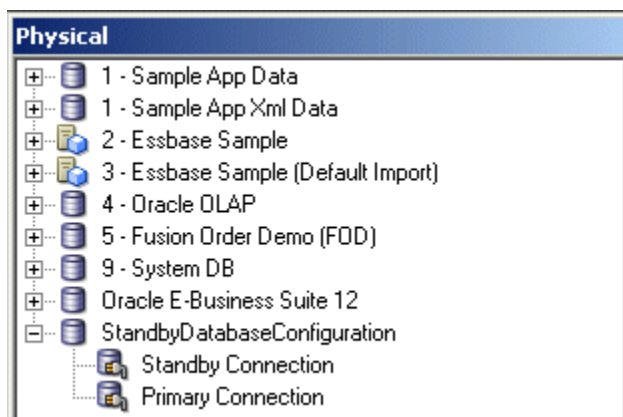 Physical
1 - Sample App Data
1 - Sample App Xml Data
2 - Essbase Sample
3 - Essbase Sample (Default Import)
4 - Oracle OLAP
5 - Fusion Order Demo (FOD)
9 - System DB
Oracle E-Business Suite 12
StandbyDatabaseConfiguration
Standby Connection
Primary Connection